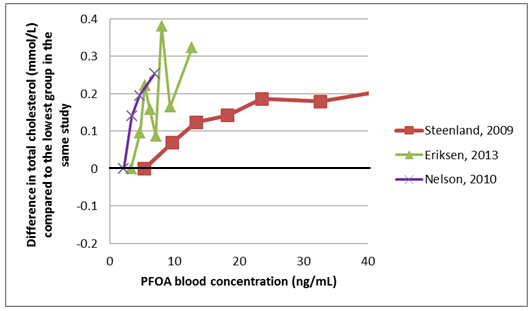 Difference in total cholesterol (mmol/L)
compared to the lowest group in the
same study
0.4
0.3
0.2
0.1
0
-0.1
-0.2
0
10
20
30
40
PFOA blood concentration (ng/mL)
Steenland, 2009
Eriksen, 2013
Nelson, 2010